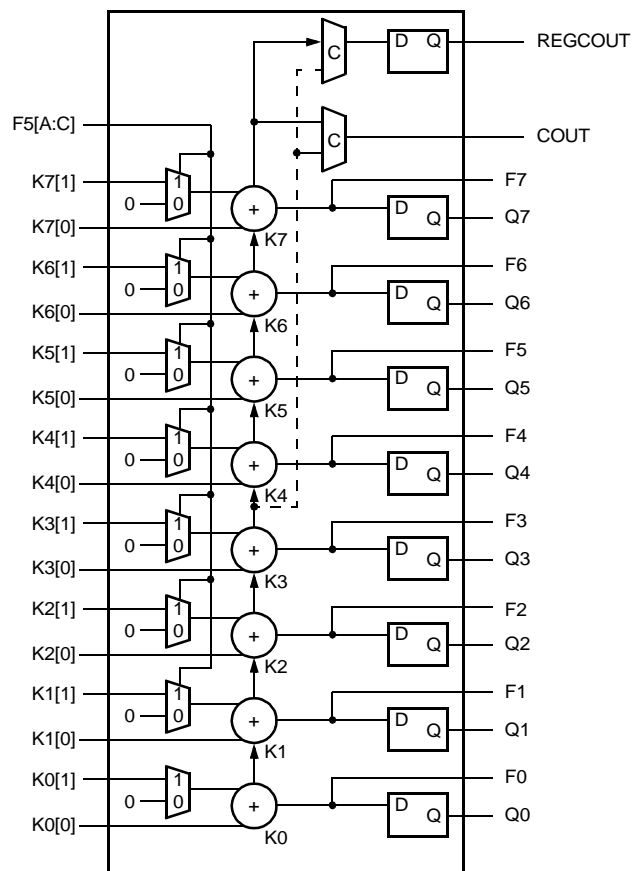 D Q REGCOUT
C
F5[A:C]
C COUT
K7[1] 1 F7
0 0 D
+ Q Q7
K7[0] K7
K6[1] 1 F6
0 0 D
+ Q Q6
K6[0] K6
K5[1] 1 F5
0 0 D
+ Q Q5
K5[0] K5
K4[1] 1 F4
0 0 D
+ Q Q4
K4[0] K4
K3[1] 1 F3
0 0 D
+ Q Q3
K3[0] K3
K2[1] 1 F2
0 0 D
+ Q Q2
K2[0] K2
K1[1] 1 F1
0 0 D
+ Q Q1
K1[0] K1
K0[1] 1 F0
0 0 D
+ Q Q0
K0[0] K0